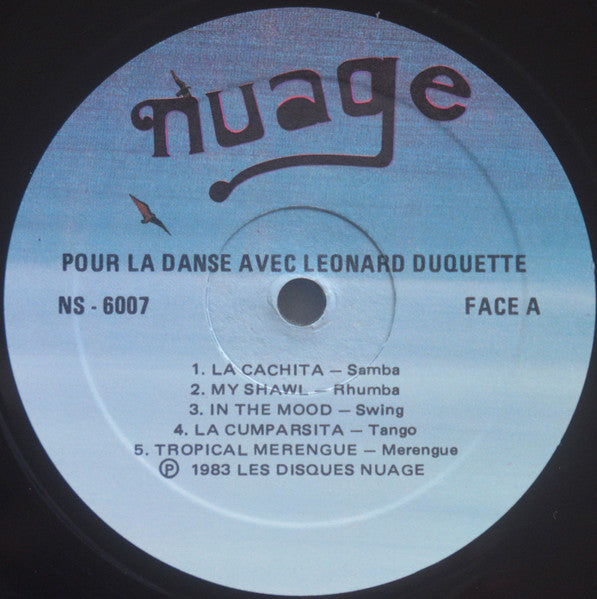 nuage
POUR LA DANSE AVEC LEONARD DUQUETTE
NS - 6007 FACE A
1. LA CACHITA — Samba
2. MY SHAWL — Rhumba
3. IN THE MOOD — Swing
4. LA CUMPARSITA — Tango
5. TROPICAL MERENGUE — Merengue
Ⓟ 1983 LES DISQUES NUAGE